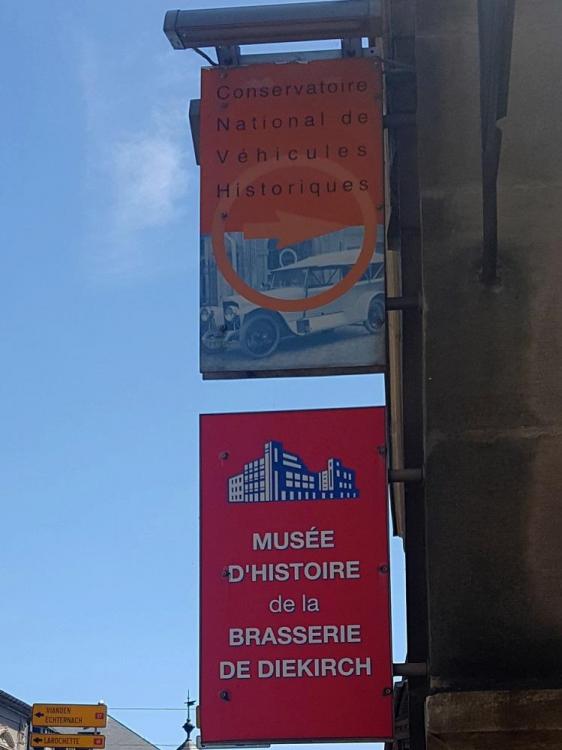 Conservatoire
National de
Véhicules
Historiques
MUSÉE
D'HISTOIRE
de la
BRASSERIE
DE DIEKIRCH
VIANDEN
ECHTERNACH
LAROCHETTE